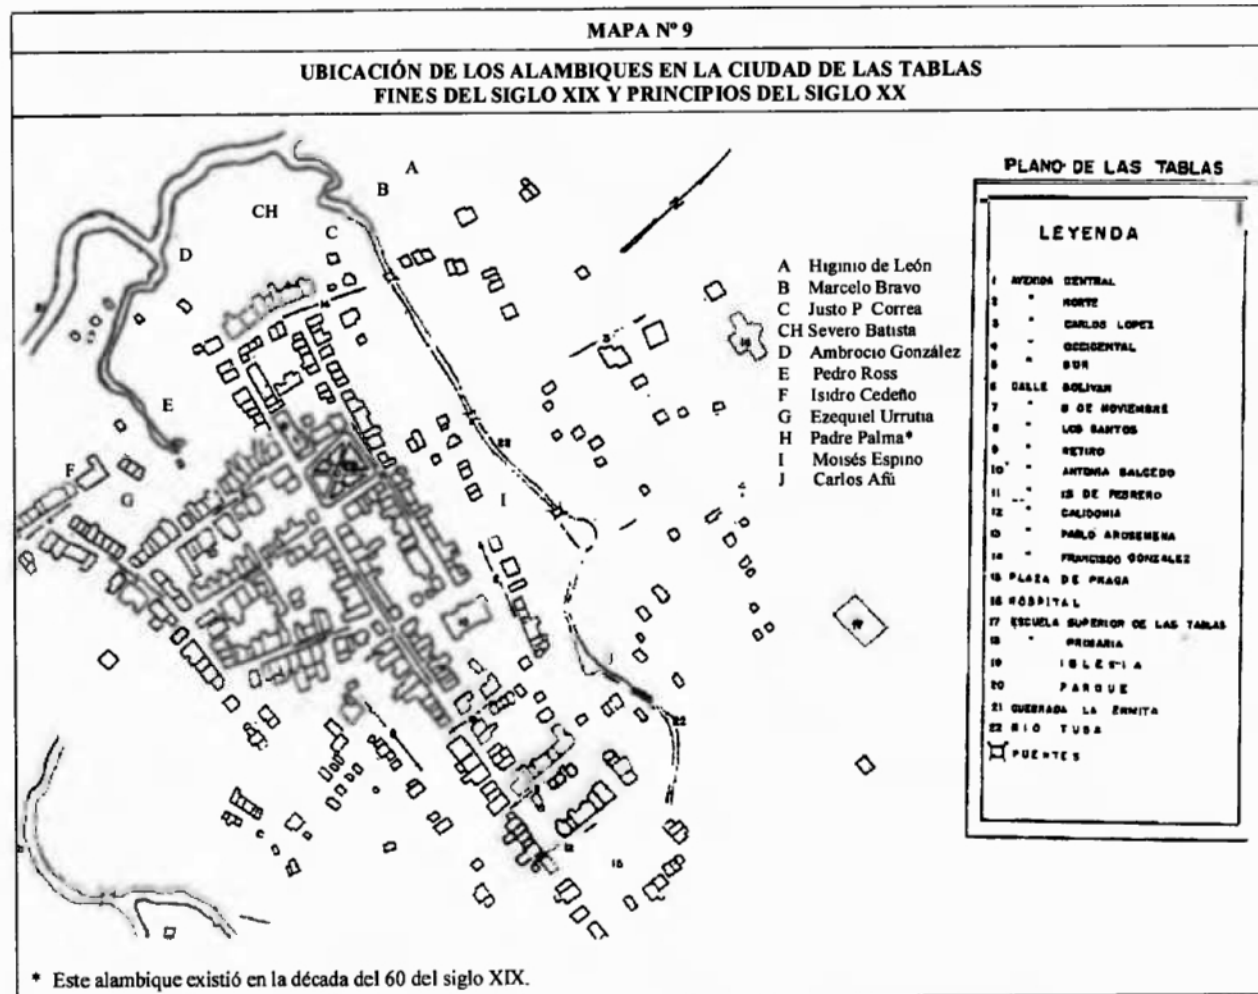 MAPA Nº 9
UBICACIÓN DE LOS ALAMBIQUES EN LA CIUDAD DE LAS TABLAS
FINES DEL SIGLO XIX Y PRINCIPIOS DEL SIGLO XX
A
B
CH
C
D
E
F
G
I
J
22
22
A Higinio de León
B Marcelo Bravo
C Justo P Correa
CH Severo Batista
D Ambrocio González
E Pedro Ross
F Isidro Cedeño
G Ezequiel Urrutia
H Padre Palma*
I Moisés Espino
J Carlos Afú
PLANO DE LAS TABLAS
LEYENDA
1 AVENIDA CENTRAL
2 " NORTE
3 " CARLOS LOPEZ
4 " OCCIDENTAL
5 " SUR
6 CALLE BOLIVAR
7 " 8 DE NOVIEMBRE
8 " LOS SANTOS
9 " RETIRO
10 " ANTONIA SALCEDO
11 " 15 DE FEBRERO
12 " CALIDONIA
13 " PABLO AROSEMENA
14 " FRANCISCO GONZALEZ
15 PLAZA DE PRAGA
16 HOSPITAL
17 ESCUELA SUPERIOR DE LAS TABLAS
18 " PRIMARIA
19 IGLESIA
20 PARQUE
21 QUEBRADA LA ERMITA
22 RIO TUBA
PUENTES
* Este alambique existió en la década del 60 del siglo XIX.